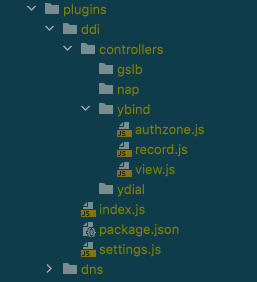 plugins
ddi
controllers
gslb
nap
ybind
JS authzone.js
JS record.js
JS view.js
ydial
JS index.js
package.json
JS settings.js
dns